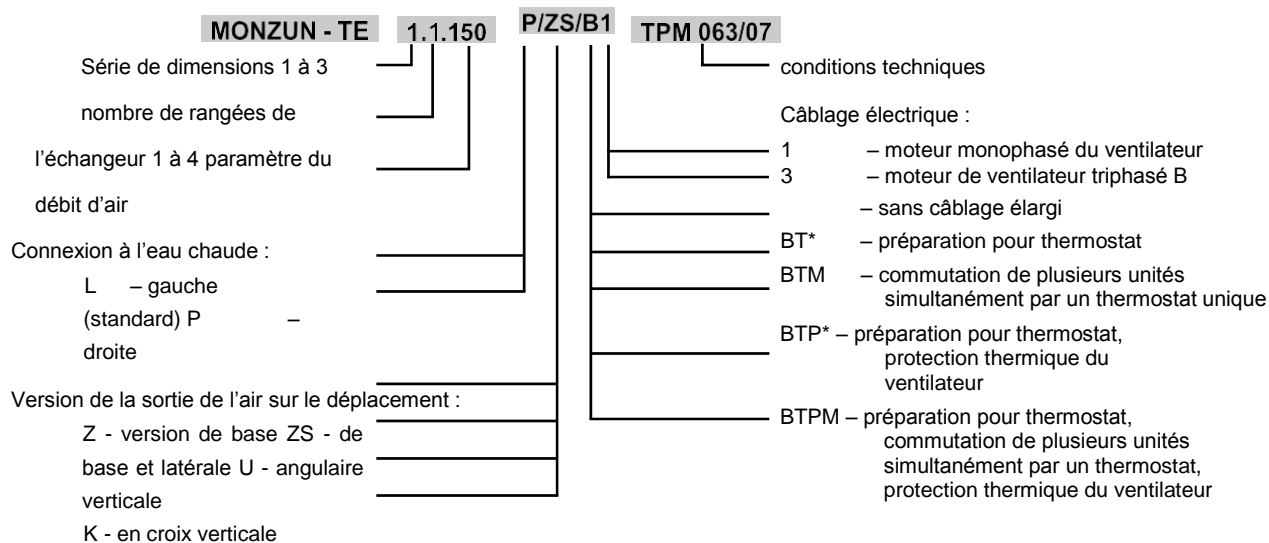 MONZUN - TE 1.1.150 P/ZS/B1 TPM 063/07
Série de dimensions 1 à 3
nombre de rangées de
l’échangeur 1 à 4 paramètre du
débit d’air
Connexion à l’eau chaude :
L – gauche
(standard) P –
droite
Version de la sortie de l’air sur le déplacement :
Z - version de base ZS - de
base et latérale U - angulaire
verticale
K - en croix verticale
conditions techniques
Câblage électrique :
1 – moteur monophasé du ventilateur
3 – moteur de ventilateur triphasé B
– sans câblage élargi
BT* – préparation pour thermostat
BTM – commutation de plusieurs unités
simultanément par un thermostat unique
BTP* – préparation pour thermostat,
protection thermique du
ventilateur
BTPM – préparation pour thermostat,
commutation de plusieurs unités
simultanément par un thermostat,
protection thermique du ventilateur